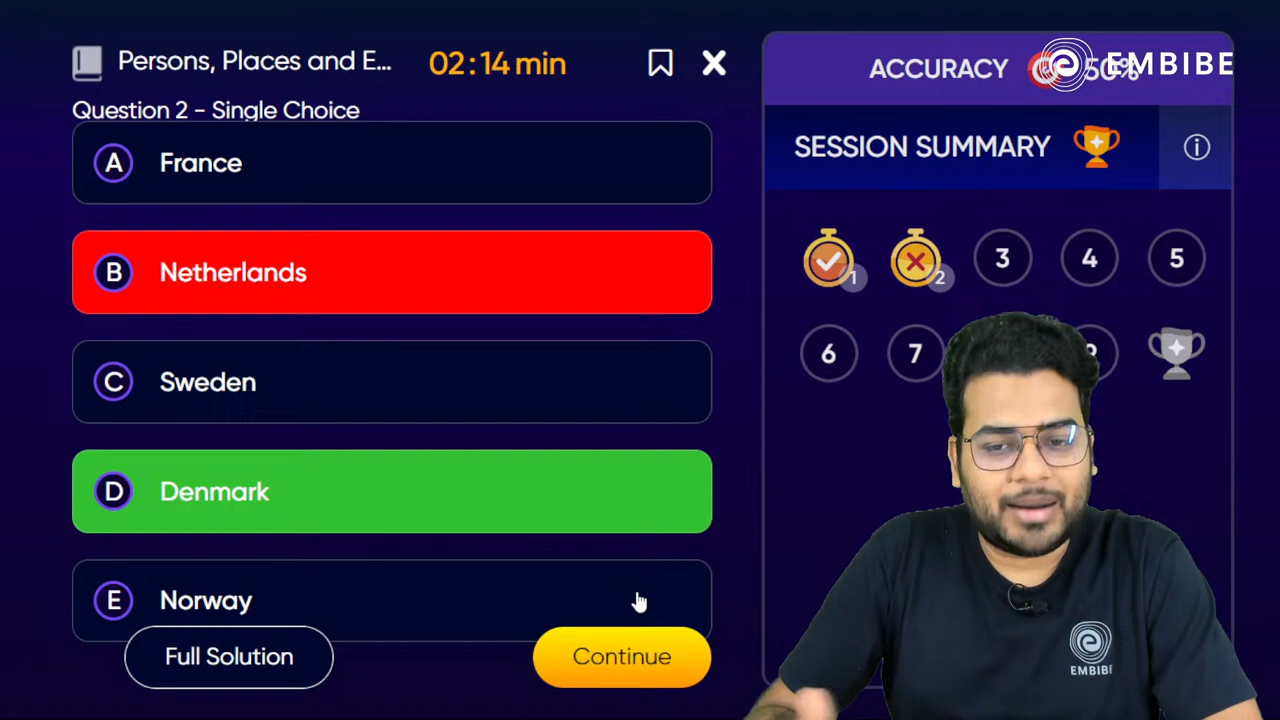 Persons, Places and E...
02:14 min
Question 2 - Single Choice
A France
B Netherlands
C Sweden
D Denmark
E Norway
Full Solution
Continue
ACCURACY 50%
EMBIBE
SESSION SUMMARY
1 2 3 4 5
6 7
EMBIBE